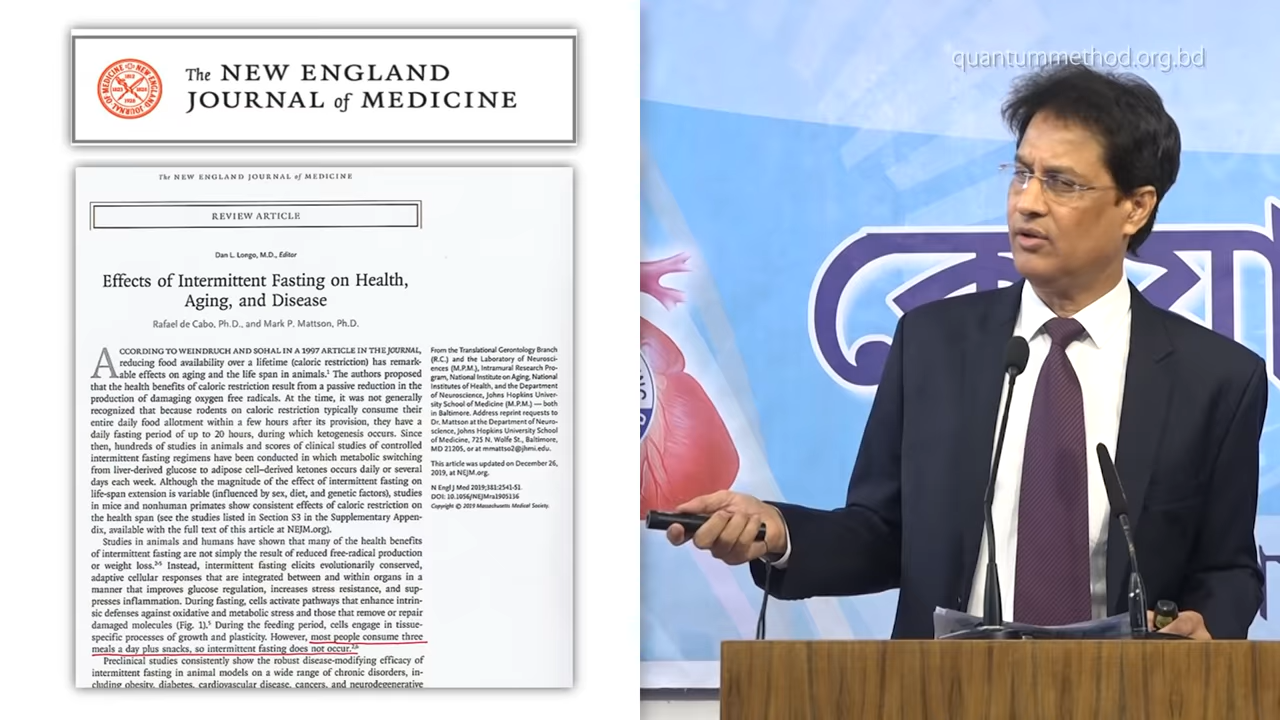 The NEW ENGLAND
JOURNAL of MEDICINE
The NEW ENGLAND JOURNAL of MEDICINE
REVIEW ARTICLE
Dan L. Longo, M.D., Editor
Effects of Intermittent Fasting on Health,
Aging, and Disease
Rafael de Cabo, Ph.D., and Mark P. Mattson, Ph.D.
ACCORDING TO WEINDRUCH AND SOHAL IN A 1997 ARTICLE IN THE JOURNAL,
reducing food availability over a lifetime (caloric restriction) has remark-
able effects on aging and the life span in animals.1 The authors proposed
that the health benefits of caloric restriction result from a passive reduction in the
production of damaging oxygen free radicals. At the time, it was not generally
recognized that because rodents on caloric restriction typically consume their
entire daily food allotment within a few hours after its provision, they have a
daily fasting period of up to 20 hours, during which ketogenesis occurs. Since
then, hundreds of studies in animals and scores of clinical studies of controlled
intermittent fasting regimens have been conducted in which metabolic switching
from liver-derived glucose to adipose cell–derived ketones occurs daily or several
days each week. Although the magnitude of the effect of intermittent fasting on
life-span extension is variable (influenced by sex, diet, and genetic factors), studies
in mice and nonhuman primates show consistent effects of caloric restriction on
the health span (see the studies listed in Section S3 in the Supplementary Appen-
dix, available with the full text of this article at NEJM.org).
Studies in animals and humans have shown that many of the health benefits
of intermittent fasting are not simply the result of reduced free-radical production
or weight loss.2-5 Instead, intermittent fasting elicits evolutionarily conserved,
adaptive cellular responses that are integrated between and within organs in a
manner that improves glucose regulation, increases stress resistance, and sup-
presses inflammation. During fasting, cells activate pathways that enhance intrin-
sic defenses against oxidative and metabolic stress and those that remove or repair
damaged molecules (Fig. 1).5 During the feeding period, cells engage in tissue-
specific processes of growth and plasticity. However, most people consume three
meals a day plus snacks, so intermittent fasting does not occur.2,6
Preclinical studies consistently show the robust disease-modifying efficacy of
intermittent fasting in animal models on a wide range of chronic disorders, in-
cluding obesity, diabetes, cardiovascular disease, cancers, and neurodegenerative
From the Translational Gerontology Branch
(R.C.) and the Laboratory of Neurosci-
ences (M.P.M.), Intramural Research Pro-
gram, National Institute on Aging, National
Institutes of Health, and the Department
of Neuroscience, Johns Hopkins Univer-
sity School of Medicine (M.P.M.) — both
in Baltimore. Address reprint requests to
Dr. Mattson at the Department of Neuro-
science, Johns Hopkins University School
of Medicine, 725 N. Wolfe St., Baltimore,
MD 21205, or at mmattso2@jhmi.edu.
This article was updated on December 26,
2019, at NEJM.org.
N Engl J Med 2019;381:2541-51.
DOI: 10.1056/NEJMra1905136
Copyright © 2019 Massachusetts Medical Society.
quantummethod.org.bd